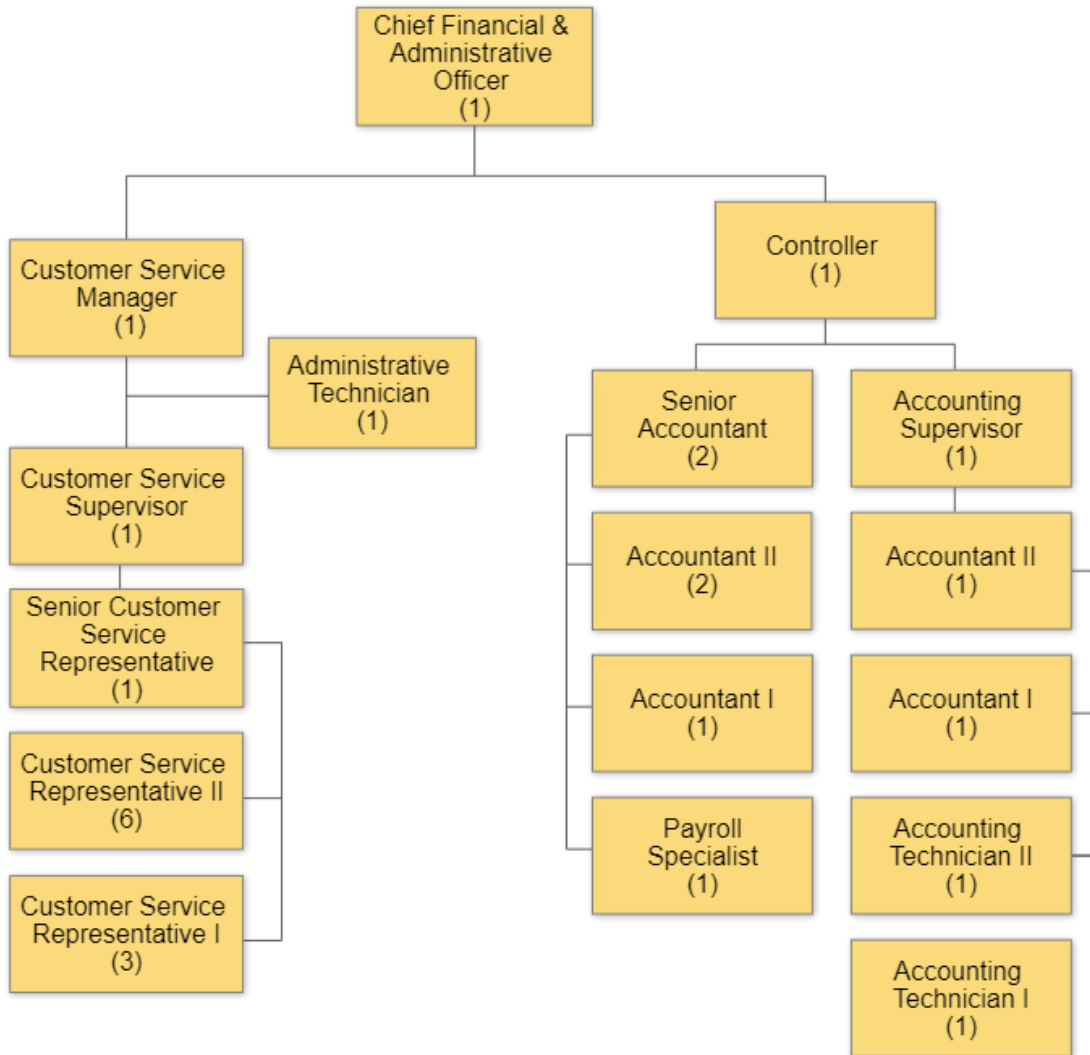 Chief Financial &
Administrative
Officer
(1)
Customer Service
Manager
(1)
Administrative
Technician
(1)
Customer Service
Supervisor
(1)
Senior Customer
Service
Representative
(1)
Customer Service
Representative II
(6)
Customer Service
Representative I
(3)
Controller
(1)
Senior
Accountant
(2)
Accountant II
(2)
Accountant I
(1)
Payroll
Specialist
(1)
Accounting
Supervisor
(1)
Accountant II
(1)
Accountant I
(1)
Accounting
Technician II
(1)
Accounting
Technician I
(1)